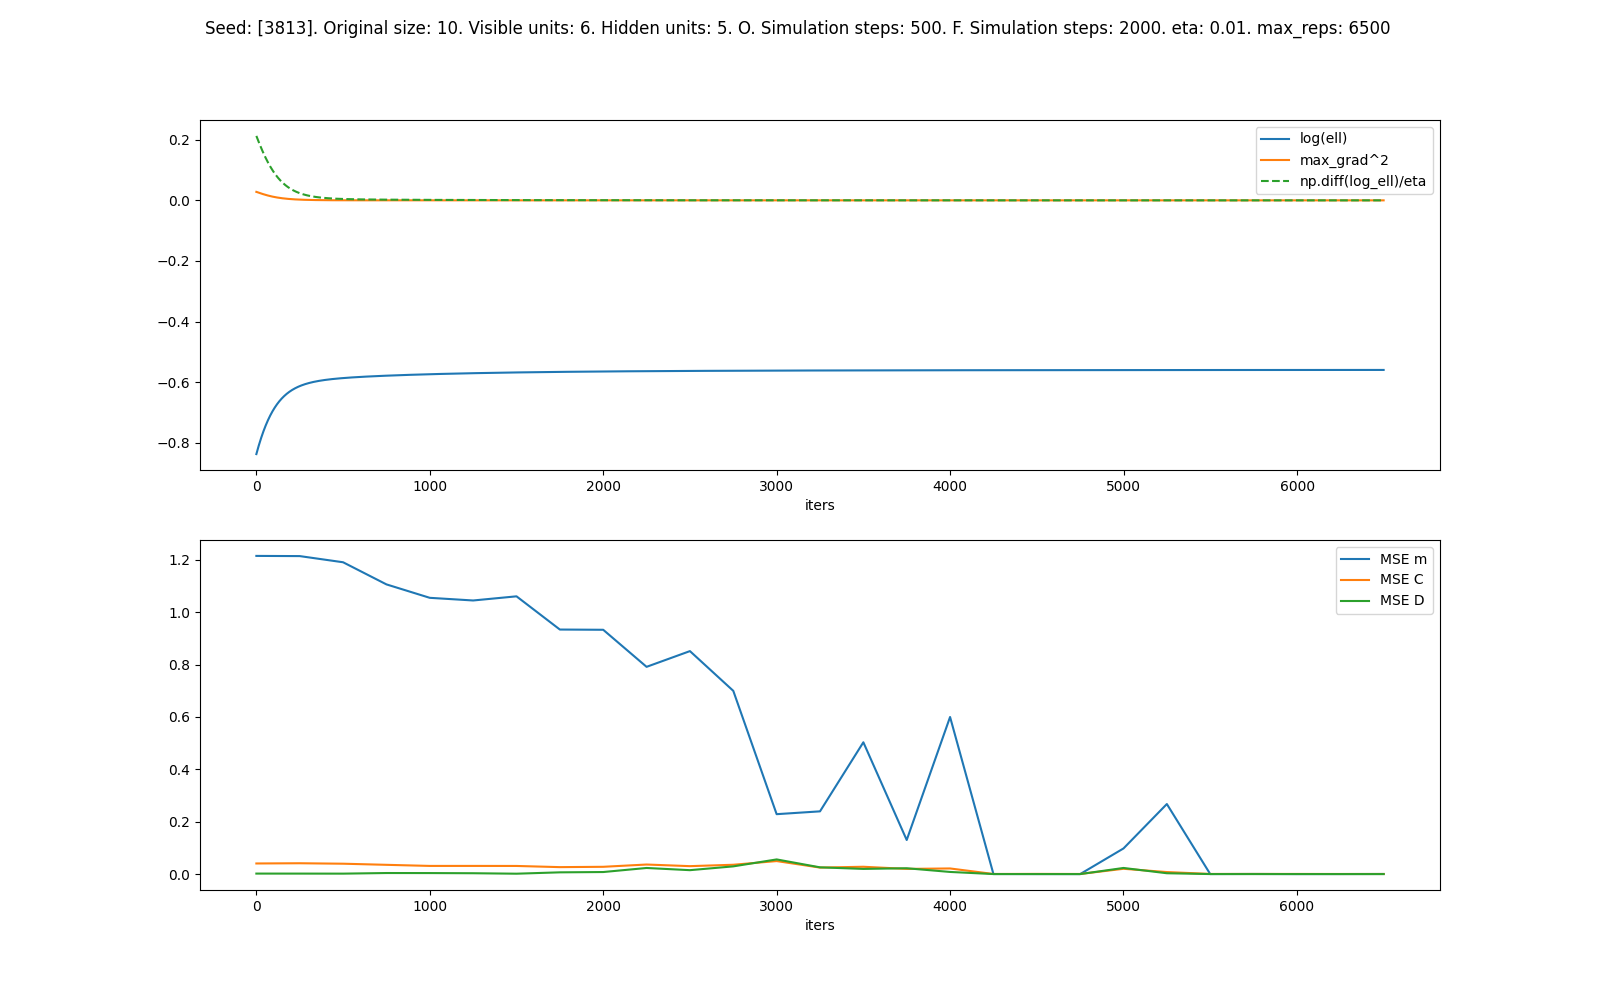 Seed: [3813]. Original size: 10. Visible units: 6. Hidden units: 5. O. Simulation steps: 500. F. Simulation steps: 2000. eta: 0.01. max_reps: 6500
0.2
0.0
−0.2
−0.4
−0.6
−0.8
log(ell)
max_grad^2
np.diff(log_ell)/eta
0 1000 2000 3000 4000 5000 6000
iters
1.2
1.0
0.8
0.6
0.4
0.2
0.0
MSE m
MSE C
MSE D
0 1000 2000 3000 4000 5000 6000
iters